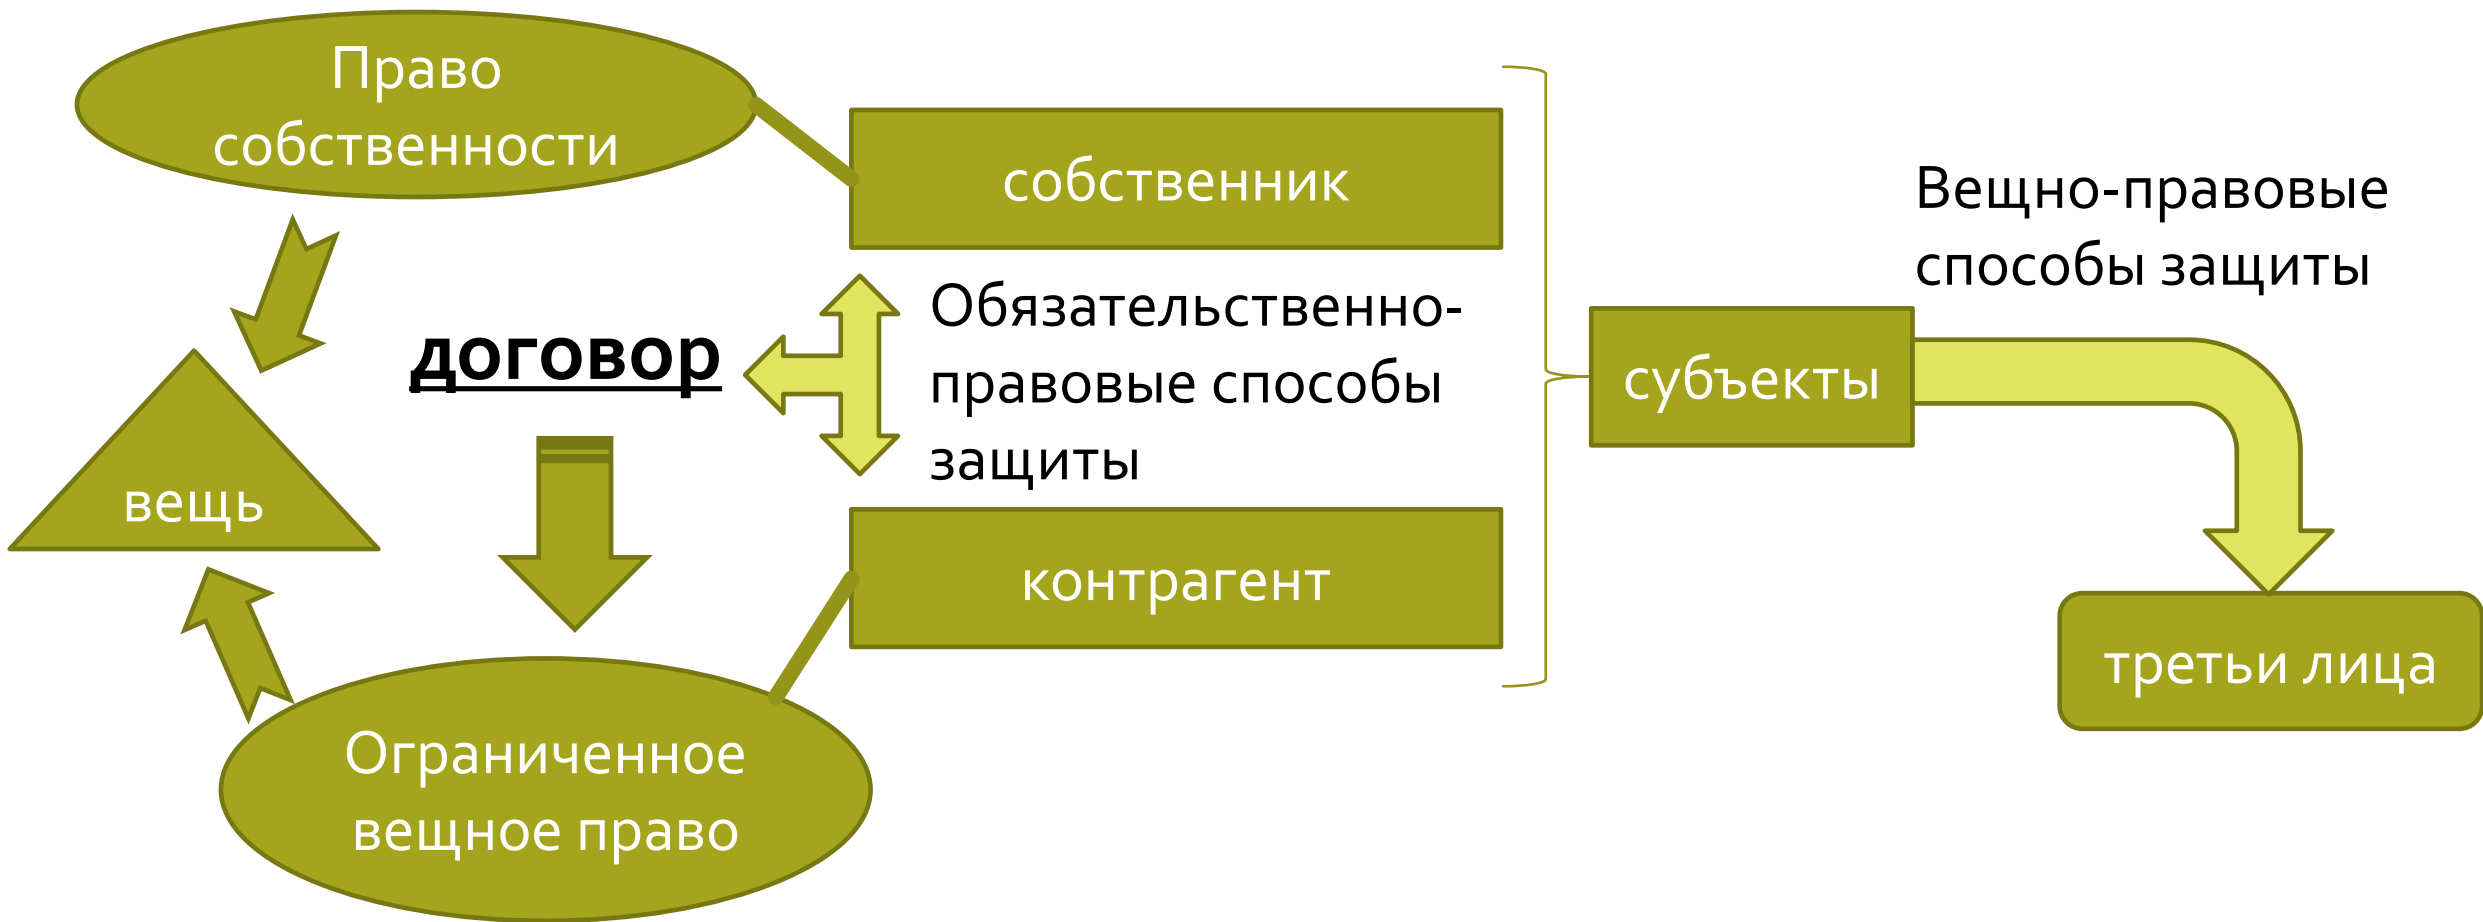 Право
собственности
собственник
Вещно-правовые
способы защиты
Обязательственно-
правовые способы
защиты
договор
субъекты
вещь
контрагент
третьи лица
Ограниченное
вещное право